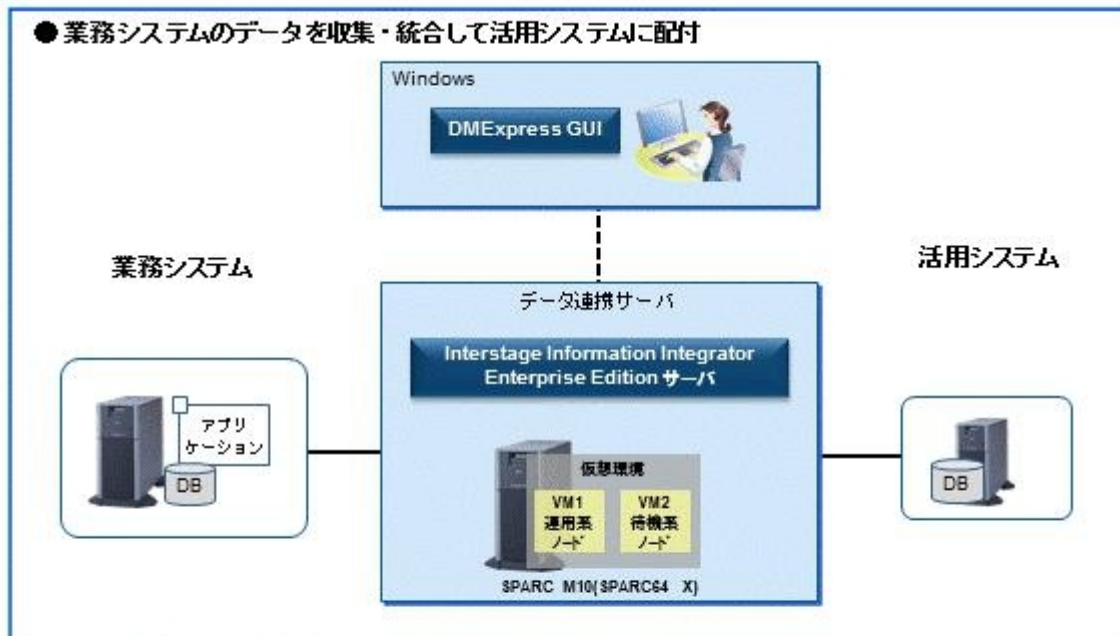 ●業務システムのデータを収集・統合して活用システムに配付
Windows
DMExpress GUI
業務システム
活用システム
データ連携サーバ
Interstage Information Integrator
Enterprise Edition サーバ
アプリ
ケーション
DB
仮想環境
VM1
運用系
ノード
VM2
待機系
ノード
DB
SPARC M10(SPARC64 X)